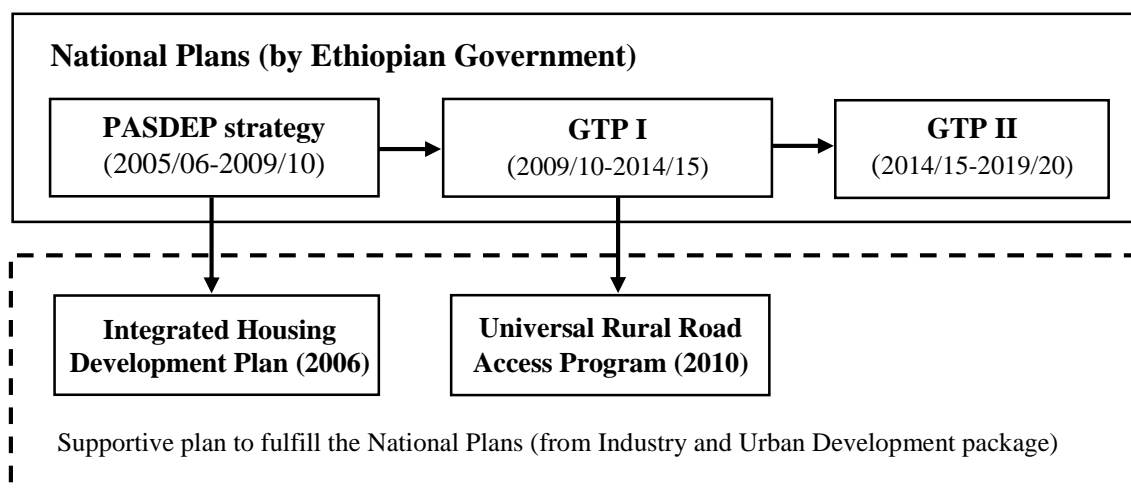 National Plans (by Ethiopian Government)
PASDEP strategy
(2005/06-2009/10)
GTP I
(2009/10-2014/15)
GTP II
(2014/15-2019/20)
Integrated Housing
Development Plan (2006)
Universal Rural Road
Access Program (2010)
Supportive plan to fulfill the National Plans (from Industry and Urban Development package)